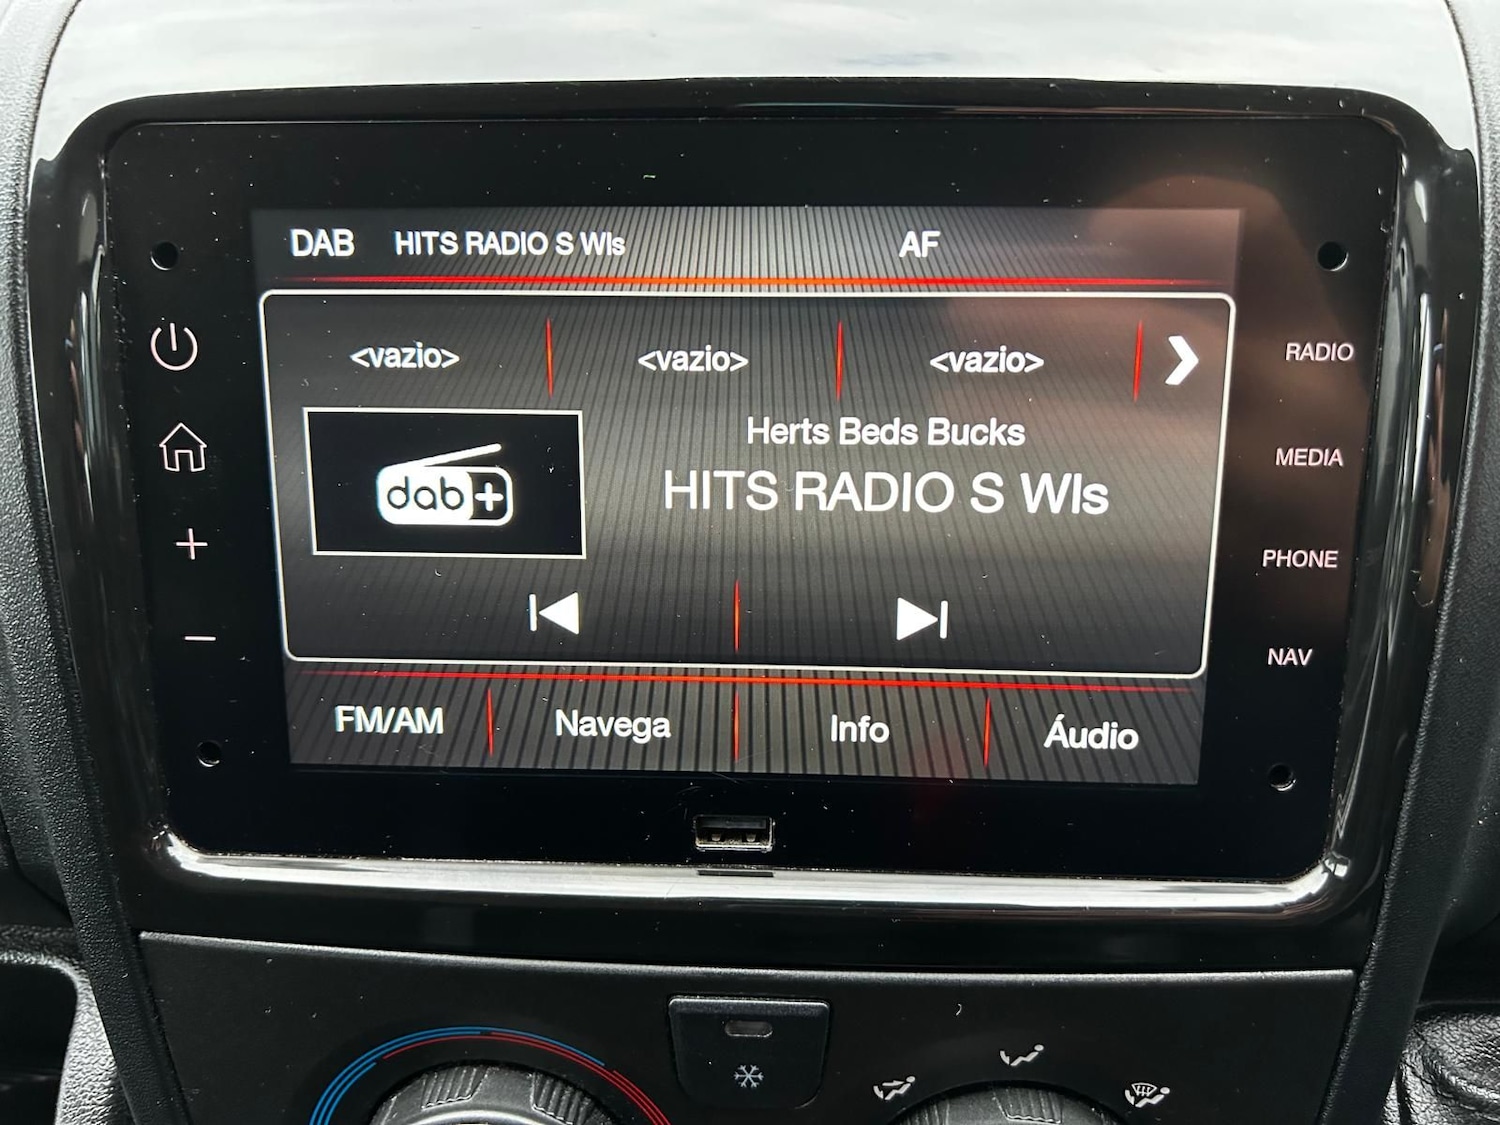 DAB HITS RADIO S Wls AF
<vazio> <vazio> <vazio>
RADIO
Herts Beds Bucks
MEDIA
dab+
HITS RADIO S Wls
PHONE
NAV
FM/AM Navega Info Áudio